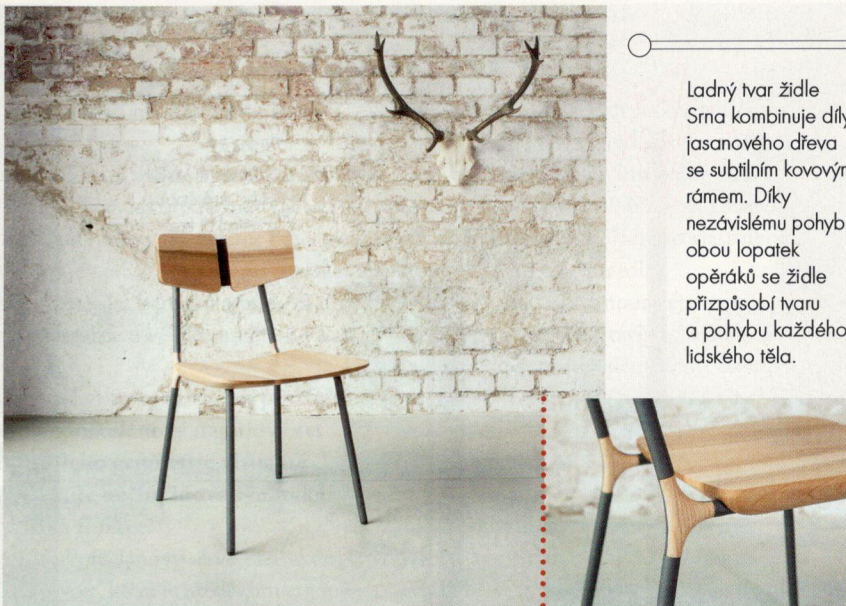 Ladný tvar židle
Srna kombinuje díly
jasanového dřeva
se subtilním
rámem. Díky
nezávislému
obou lopatek
opěráků se židle
přizpůsobí tvaru
a pohybu každého
lidského těla.